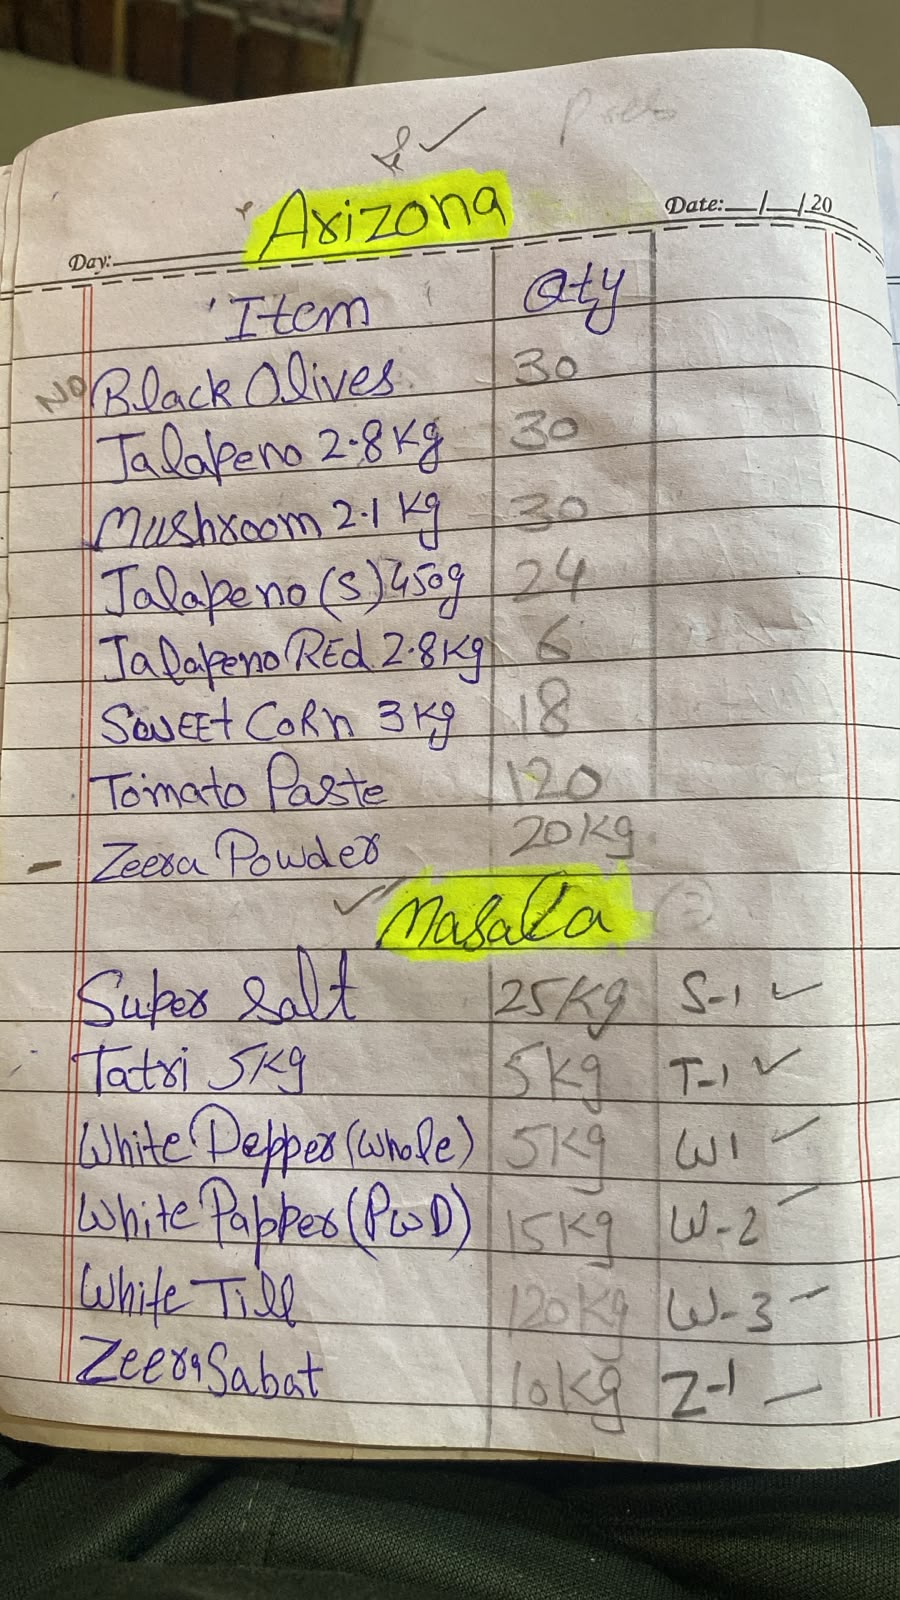 Arizona
Date:__/__/20
Day:
Item Qty
NO Black Olives 30
Jalapeno 2.8Kg 30
Mushroom 2.1 Kg 30
Jalapeno (S) 450g 24
Jalapeno REd 2.8Kg 6
SWEEt CoRn 3Kg 18
Tomato Paste 120
Zeera Powder 20Kg
Masalla
Super Salt 25Kg S-1 ✓
Tatri 5Kg 5Kg T-1 ✓
White Pepper (Whole) 5Kg W1
White Papper (PWD) 15Kg W-2
White Till 120Kg W-3
Zeera Sabat 10Kg Z-1